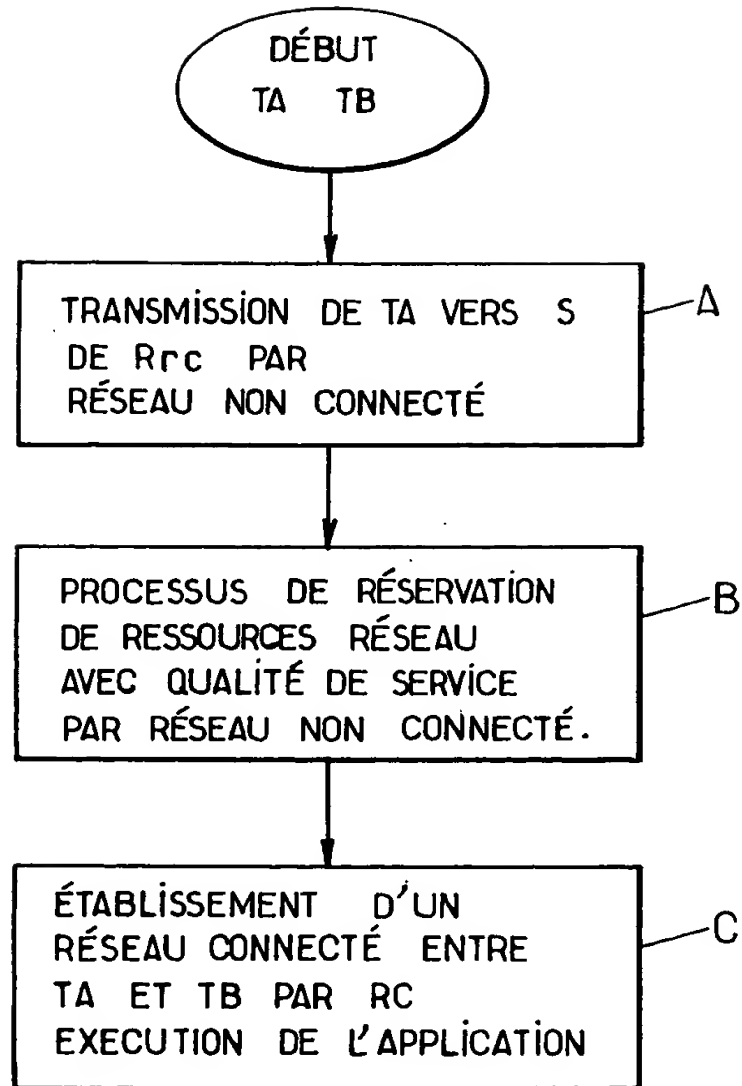 DÉBUT
TA TB
TRANSMISSION DE TA VERS S
DE Rrc PAR
RÉSEAU NON CONNECTÉ
A
PROCESSUS DE RÉSERVATION
DE RESSOURCES RÉSEAU
AVEC QUALITÉ DE SERVICE
PAR RÉSEAU NON CONNECTÉ.
B
ÉTABLISSEMENT D'UN
RÉSEAU CONNECTÉ ENTRE
TA ET TB PAR RC
EXECUTION DE L'APPLICATION
C